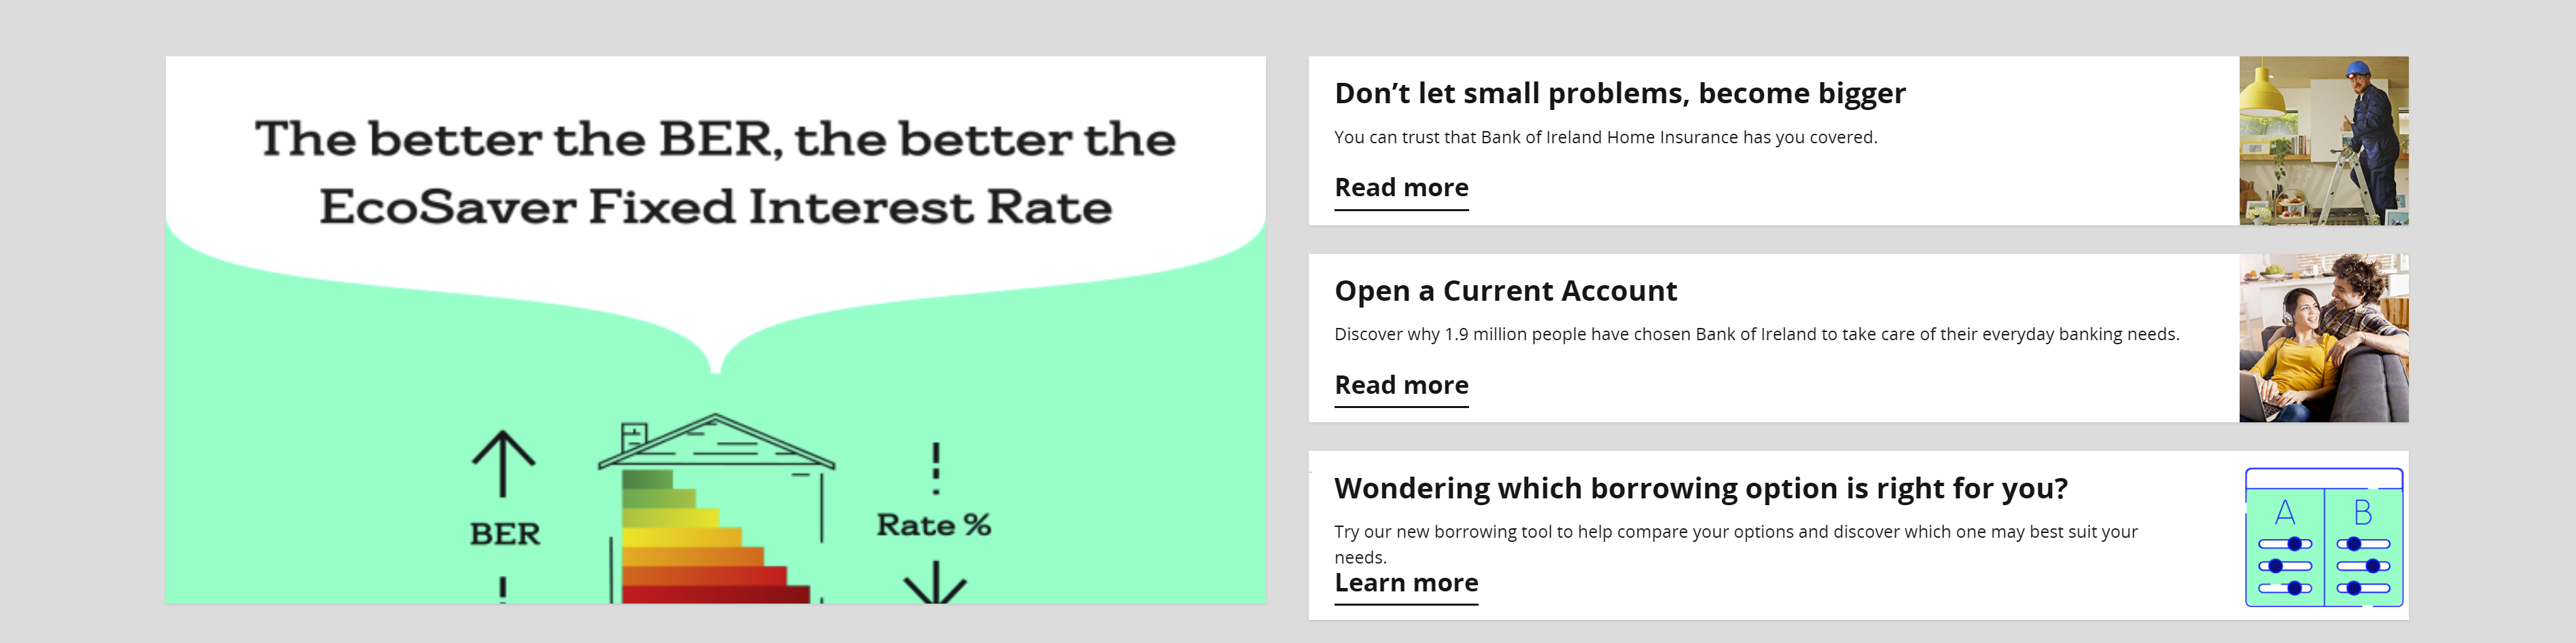 The better the BER, the better the
EcoSaver Fixed Interest Rate
BER
Rate %
Don’t let small problems, become bigger
You can trust that Bank of Ireland Home Insurance has you covered.
Read more
Open a Current Account
Discover why 1.9 million people have chosen Bank of Ireland to take care of their everyday banking needs.
Read more
Wondering which borrowing option is right for you?
Try our new borrowing tool to help compare your options and discover which one may best suit your
needs.
Learn more
A B